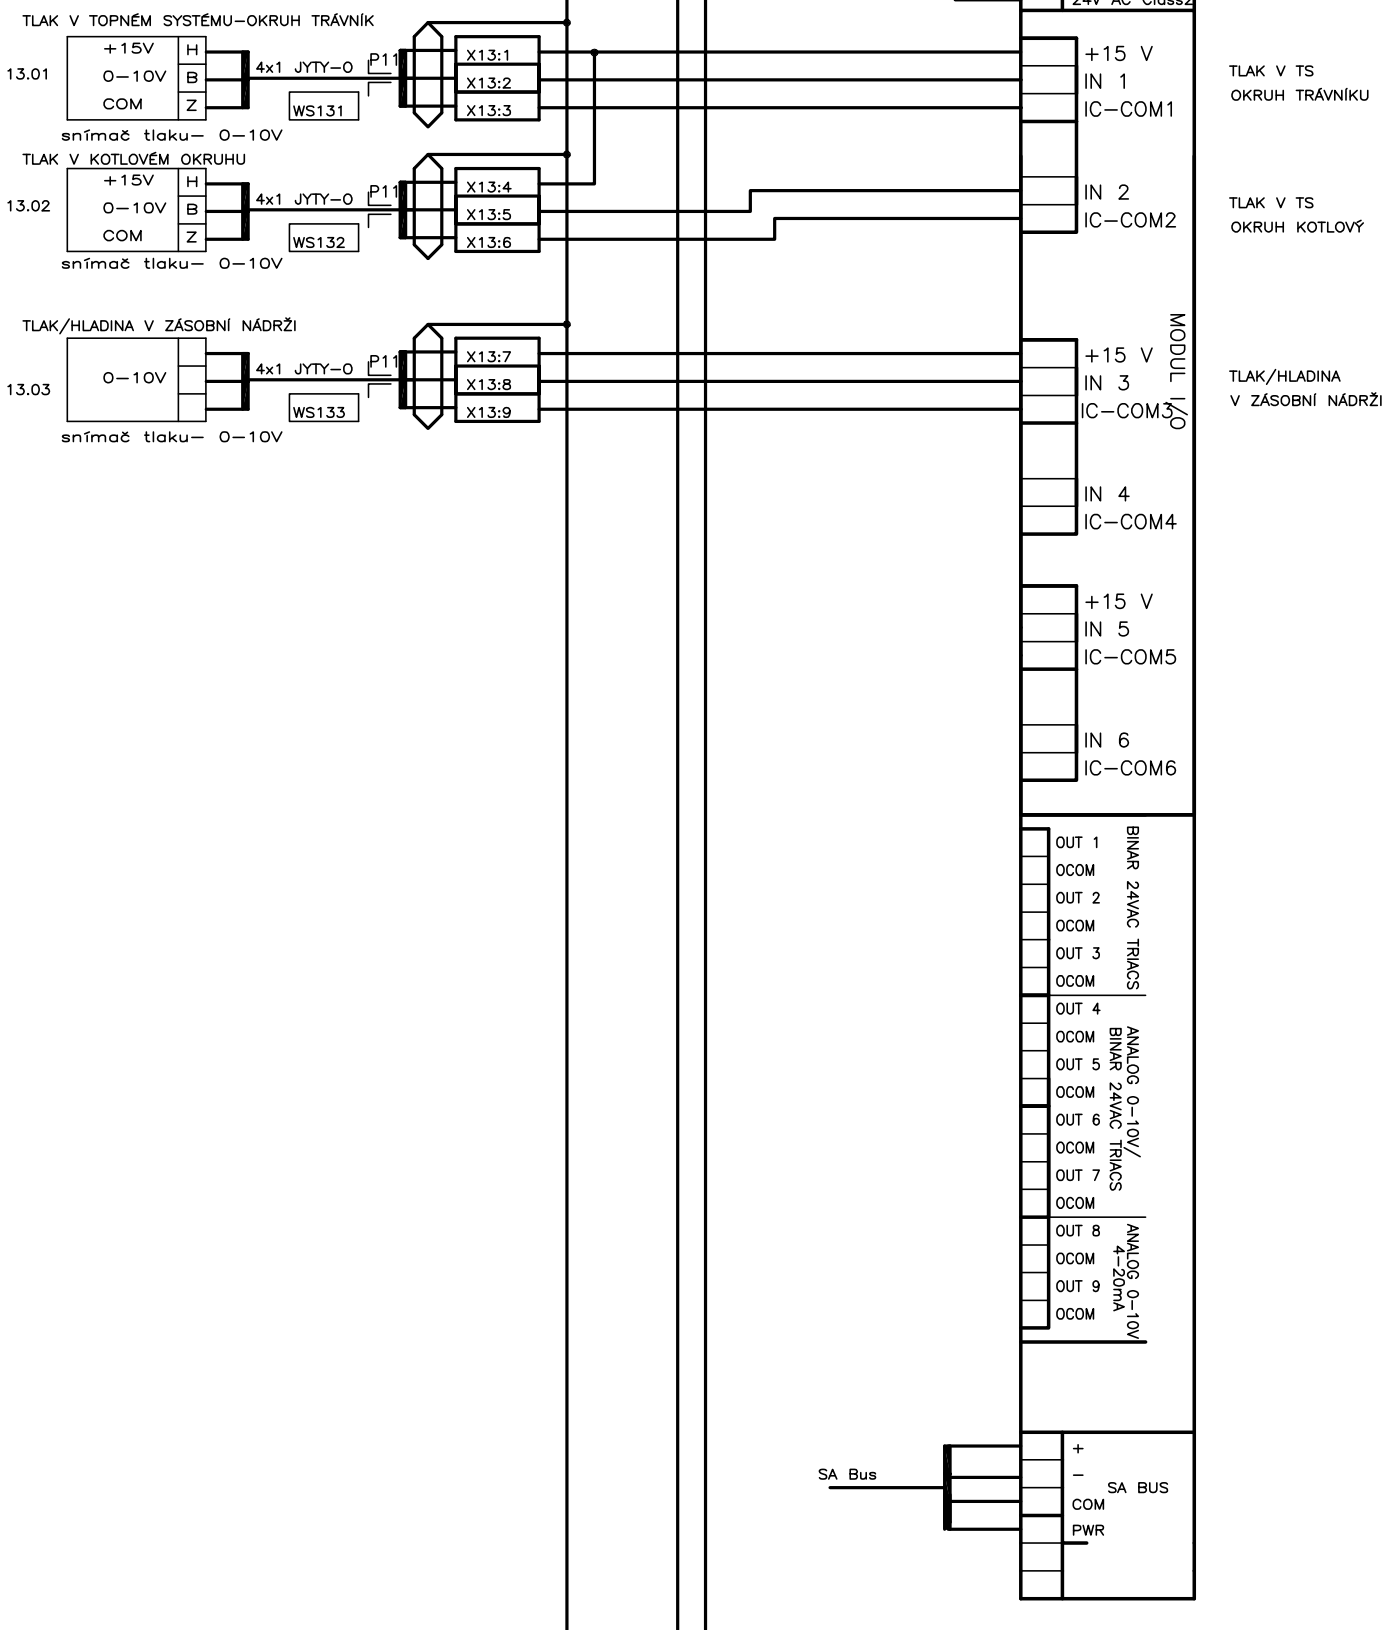 24V AC Class2
TLAK V TOPNÉM SYSTÉMU-OKRUH TRÁVNÍK
13.01
+15V H
0-10V B
COM Z
4x1 JYTY-O
WS131
P11
X13:1
X13:2
X13:3
snímač tlaku- 0-10V
+15 V
IN 1
IC-COM1
TLAK V TS
OKRUH TRÁVNÍKU
TLAK V KOTLOVÉM OKRUHU
13.02
+15V H
0-10V B
COM Z
4x1 JYTY-O
WS132
P11
X13:4
X13:5
X13:6
snímač tlaku- 0-10V
IN 2
IC-COM2
TLAK V TS
OKRUH KOTLOVÝ
MODUL I/O
TLAK/HLADINA V ZÁSOBNÍ NÁDRŽI
13.03
0-10V
4x1 JYTY-O
WS133
P11
X13:7
X13:8
X13:9
snímač tlaku- 0-10V
+15 V
IN 3
IC-COM3
TLAK/HLADINA
V ZÁSOBNÍ NÁDRŽI
IN 4
IC-COM4
+15 V
IN 5
IC-COM5
IN 6
IC-COM6
OUT 1
OCOM
OUT 2
OCOM
OUT 3
OCOM
BINAR 24VAC TRIACS
OUT 4
OCOM
OUT 5
OCOM
OUT 6
OCOM
OUT 7
OCOM
ANALOG 0-10V/
BINAR 24VAC TRIACS
OUT 8
OCOM
OUT 9
OCOM
ANALOG 0-10V
4-20mA
SA Bus
+
-
COM
PWR
SA BUS